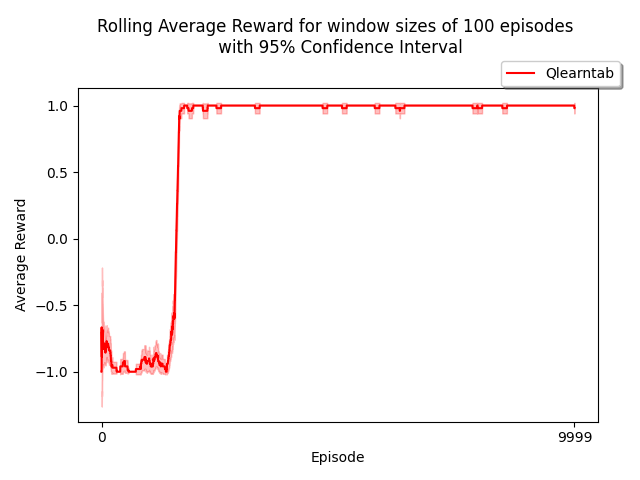 Rolling Average Reward for window sizes of 100 episodes
with 95% Confidence Interval
Qlearntab
1.0
0.5
0.0
−0.5
−1.0
Average Reward
0
9999
Episode